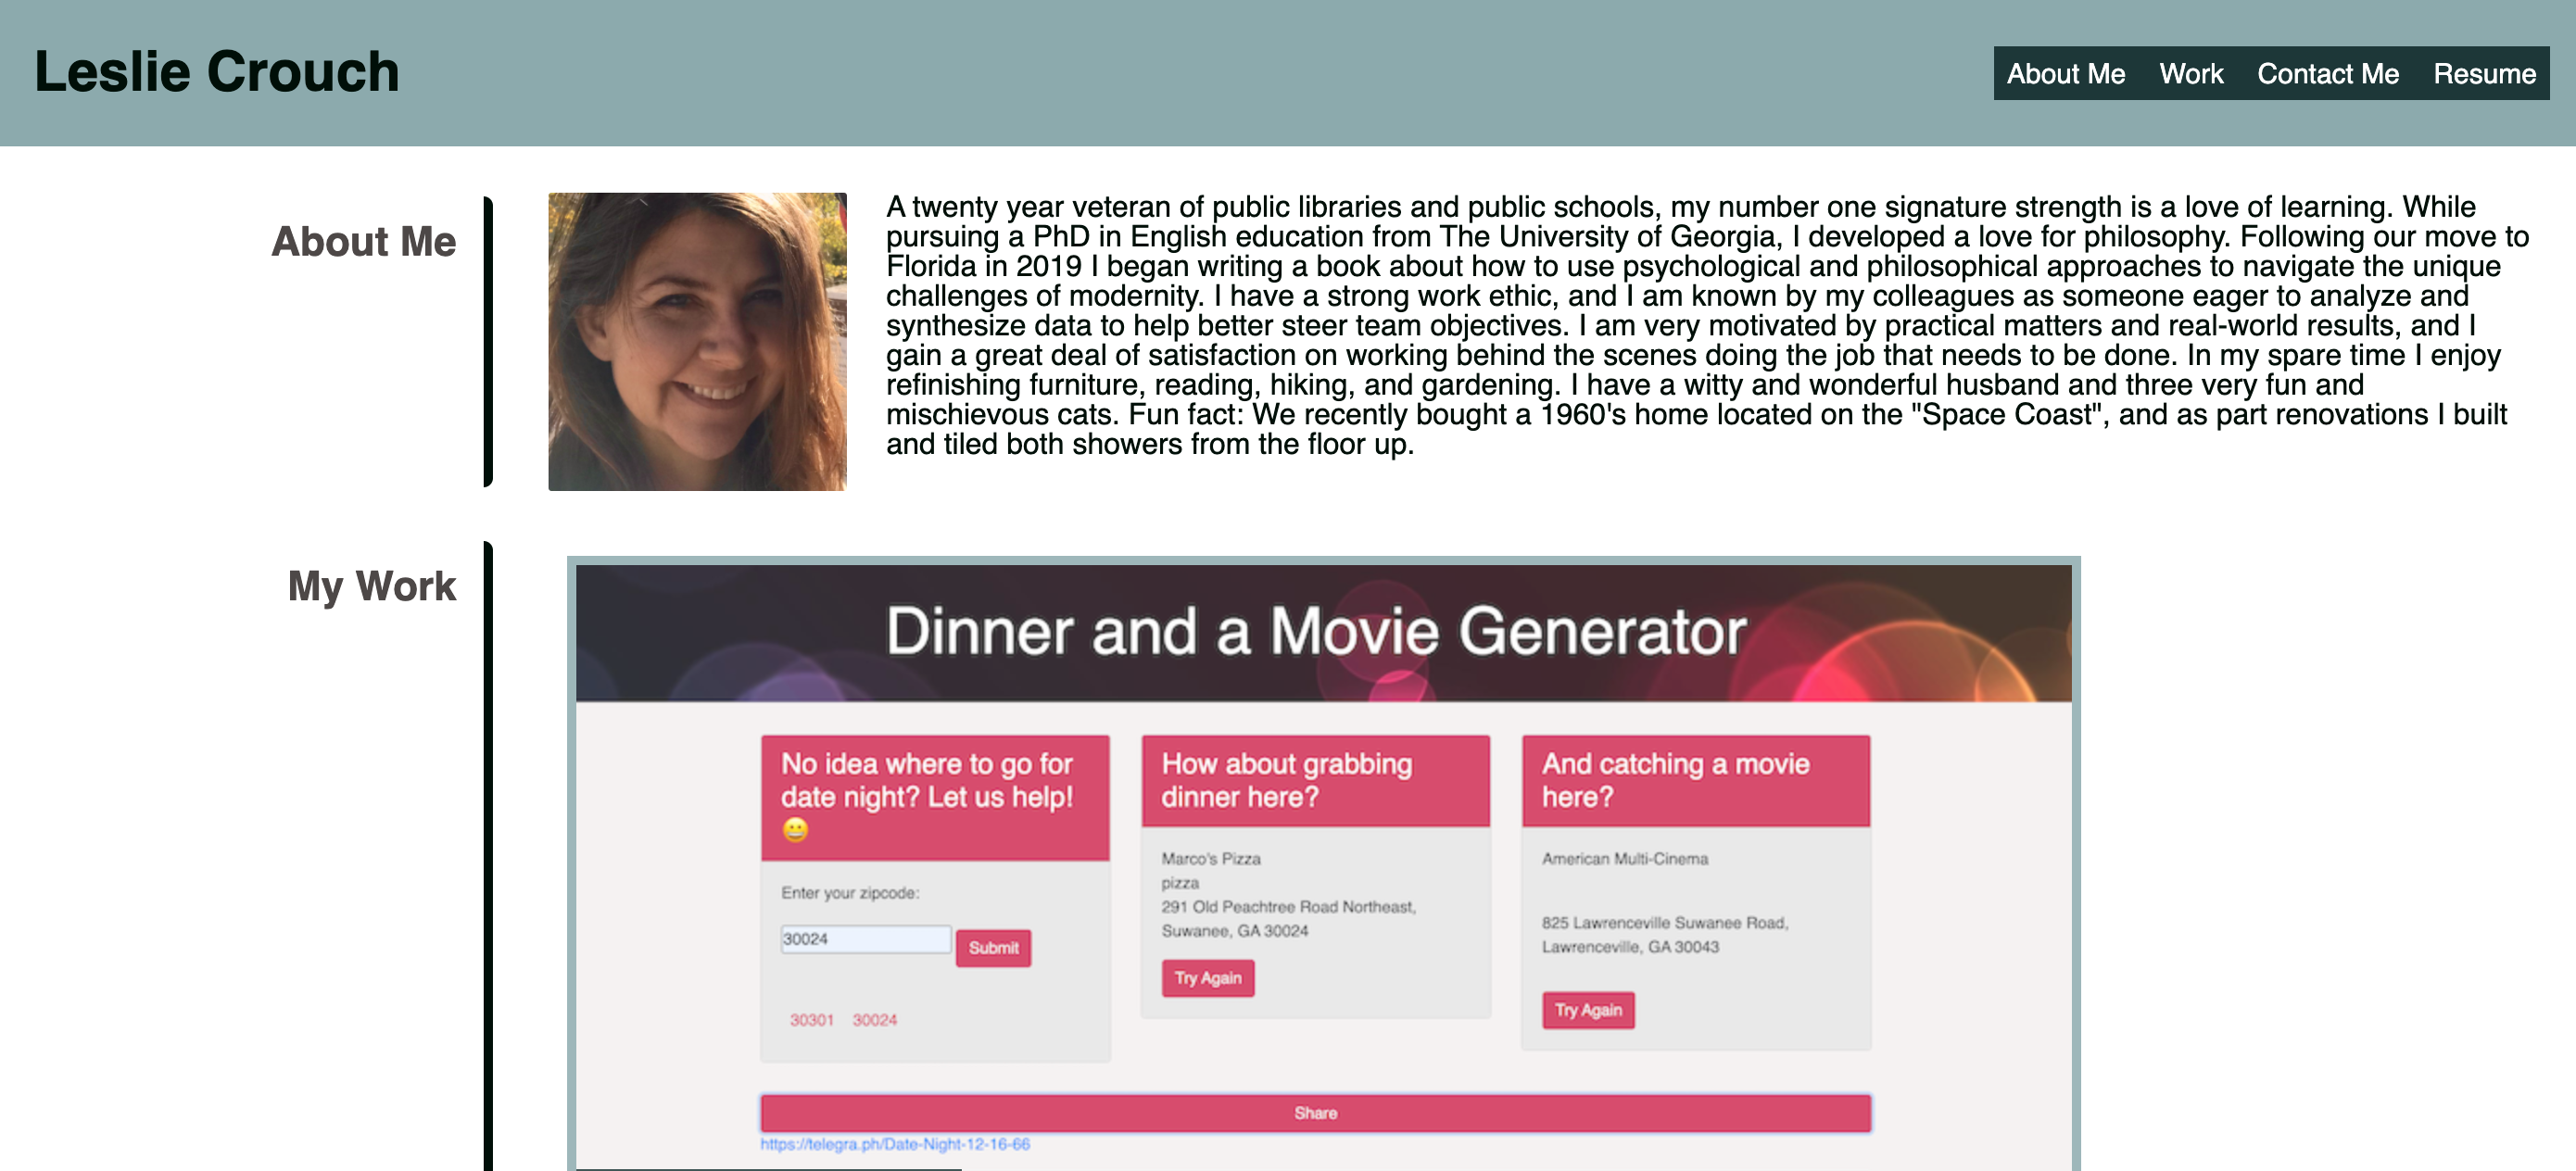 Leslie Crouch
About Me Work Contact Me Resume
About Me
A twenty year veteran of public libraries and public schools, my number one signature strength is a love of learning. While
pursuing a PhD in English education from The University of Georgia, I developed a love for philosophy. Following our move to
Florida in 2019 I began writing a book about how to use psychological and philosophical approaches to navigate the unique
challenges of modernity. I have a strong work ethic, and I am known by my colleagues as someone eager to analyze and
synthesize data to help better steer team objectives. I am very motivated by practical matters and real-world results, and I
gain a great deal of satisfaction on working behind the scenes doing the job that needs to be done. In my spare time I enjoy
refinishing furniture, reading, hiking, and gardening. I have a witty and wonderful husband and three very fun and
mischievous cats. Fun fact: We recently bought a 1960's home located on the "Space Coast", and as part renovations I built
and tiled both showers from the floor up.
My Work
Dinner and a Movie Generator
No idea where to go for
date night? Let us help!
😀
Enter your zipcode:
30024
Submit
30301 30024
How about grabbing
dinner here?
Marco's Pizza
pizza
291 Old Peachtree Road Northeast,
Suwanee, GA 30024
Try Again
And catching a movie
here?
American Multi-Cinema
825 Lawrenceville Suwanee Road,
Lawrenceville, GA 30043
Try Again
Share
https://telegra.ph/Date-Night-12-16-66